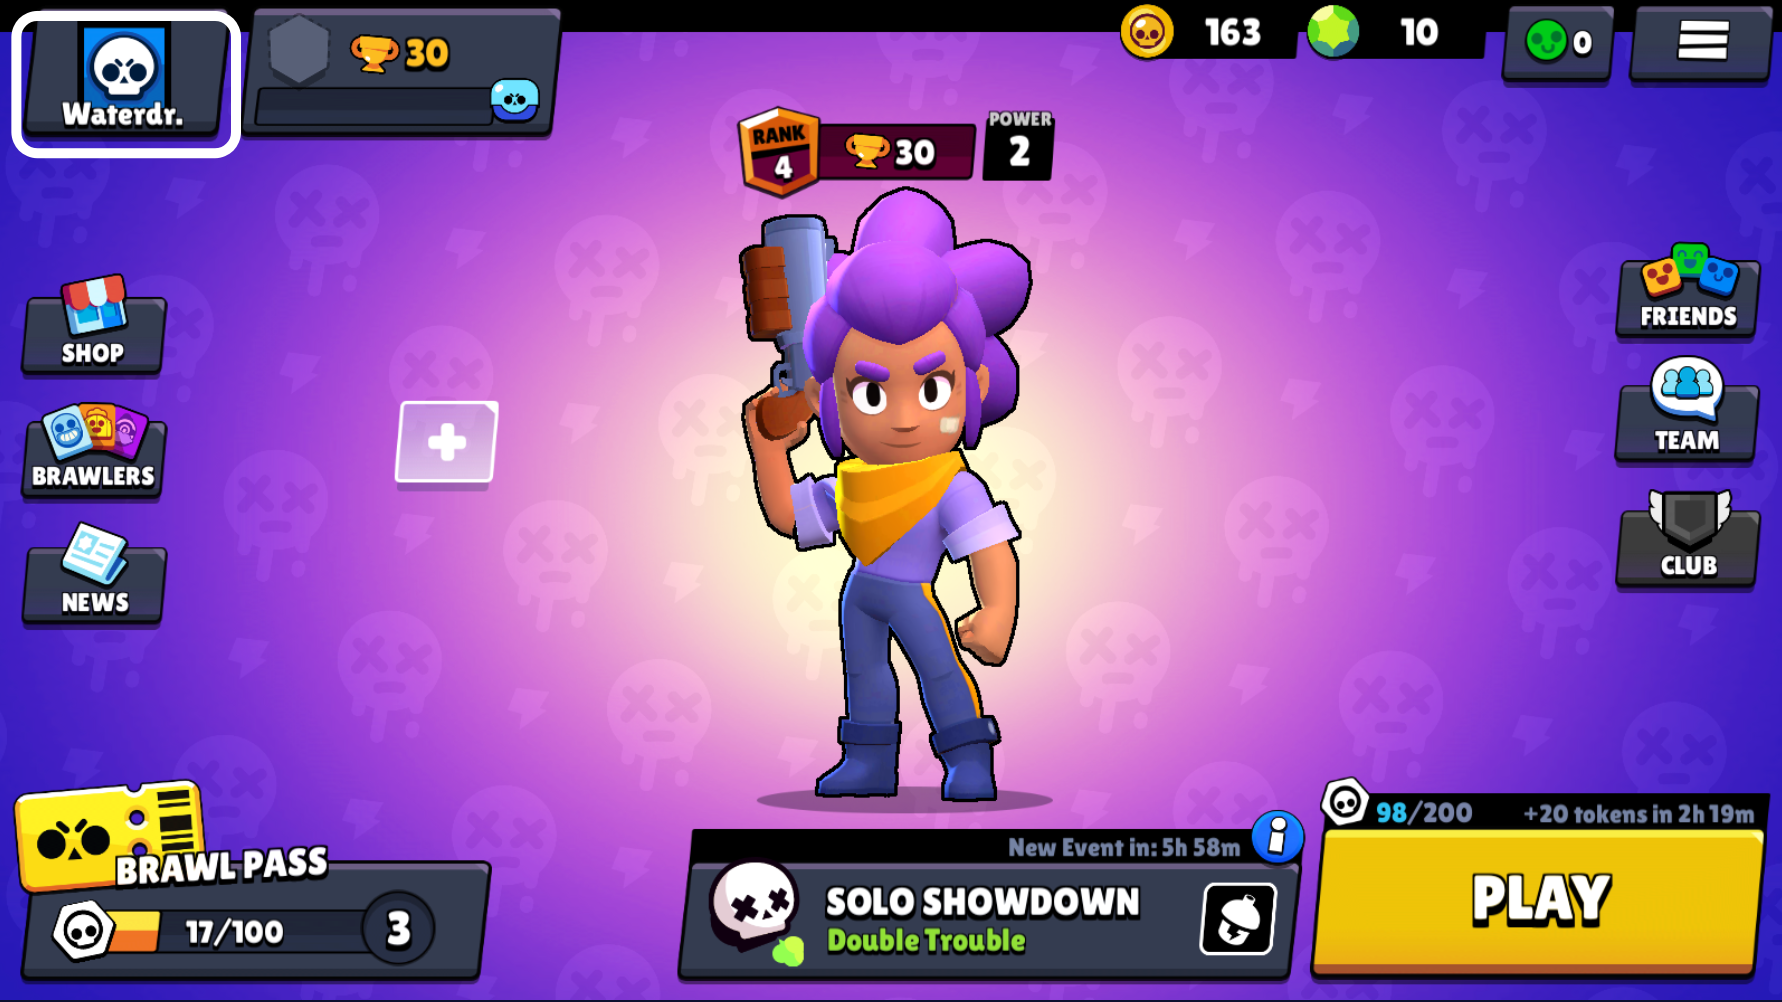 Waterdr.
30
163
10
0
RANK
4
30
POWER
2
SHOP
BRAWLERS
NEWS
FRIENDS
TEAM
CLUB
BRAWL PASS
17/100
3
New Event in: 5h 58m
SOLO SHOWDOWN
Double Trouble
98/200
+20 tokens in 2h 19m
PLAY